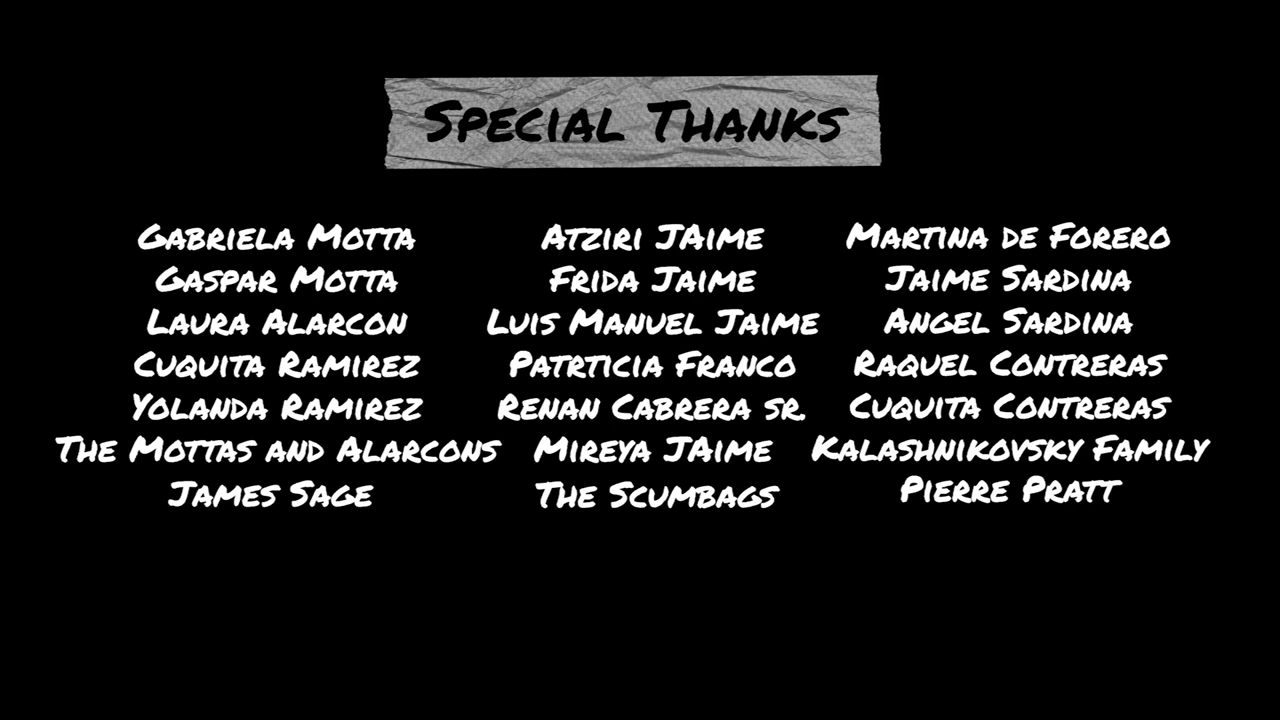 Special Thanks
Gabriela Motta
Gaspar Motta
Laura Alarcon
Cuquita Ramirez
Yolanda Ramirez
The Mottas and Alarcons
James Sage
Atziri JAime
Frida Jaime
Luis Manuel Jaime
Patrticia Franco
Renan Cabrera sr.
Mireya JAime
The Scumbags
Martina de Forero
Jaime Sardina
Angel Sardina
Raquel Contreras
Cuquita Contreras
Kalashnikovsky Family
Pierre Pratt